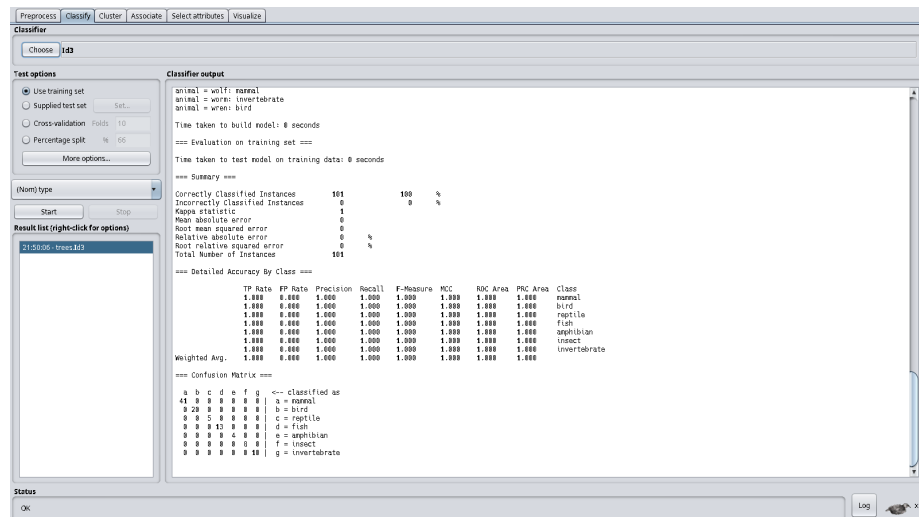 Preprocess Classify Cluster Associate Select attributes Visualize
Classifier
Choose Id3
Test options
Use training set
Supplied test set Set...
Cross-validation Folds 10
Percentage split % 66
More options...
(Nom) type
Start Stop
Result list (right-click for options)
21:50:06 - trees.Id3
Classifier output
animal = wolf: mammal
animal = worm: invertebrate
animal = wren: bird
Time taken to build model: 0 seconds
=== Evaluation on training set ===
Time taken to test model on training data: 0 seconds
=== Summary ===
Correctly Classified Instances 101 100 %
Incorrectly Classified Instances 0 0 %
Kappa statistic 1
Mean absolute error 0
Root mean squared error 0
Relative absolute error 0 %
Root relative squared error 0 %
Total Number of Instances 101
=== Detailed Accuracy By Class ===
TP Rate FP Rate Precision Recall F-Measure MCC ROC Area PRC Area Class
1.000 0.000 1.000 1.000 1.000 1.000 1.000 1.000 mammal
1.000 0.000 1.000 1.000 1.000 1.000 1.000 1.000 bird
1.000 0.000 1.000 1.000 1.000 1.000 1.000 1.000 reptile
1.000 0.000 1.000 1.000 1.000 1.000 1.000 1.000 fish
1.000 0.000 1.000 1.000 1.000 1.000 1.000 1.000 amphibian
1.000 0.000 1.000 1.000 1.000 1.000 1.000 1.000 insect
1.000 0.000 1.000 1.000 1.000 1.000 1.000 1.000 invertebrate
Weighted Avg. 1.000 0.000 1.000 1.000 1.000 1.000 1.000 1.000
=== Confusion Matrix ===
a b c d e f g <-- classified as
41 0 0 0 0 0 0 | a = mammal
0 20 0 0 0 0 0 | b = bird
0 0 5 0 0 0 0 | c = reptile
0 0 0 13 0 0 0 | d = fish
0 0 0 0 4 0 0 | e = amphibian
0 0 0 0 0 8 0 | f = insect
0 0 0 0 0 0 10 | g = invertebrate
Status
OK
Log
x